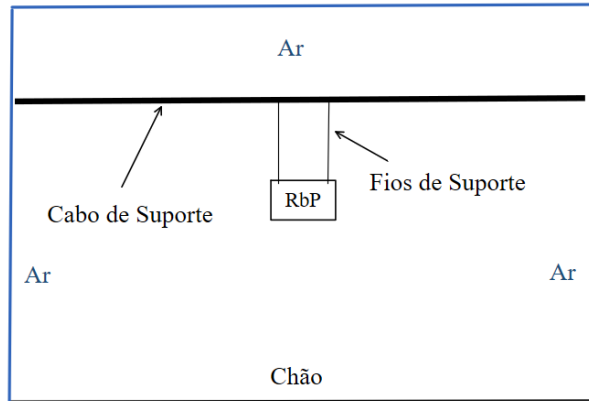 Ar
Fios de Suporte
RbP
Cabo de Suporte
Ar
Ar
Chão